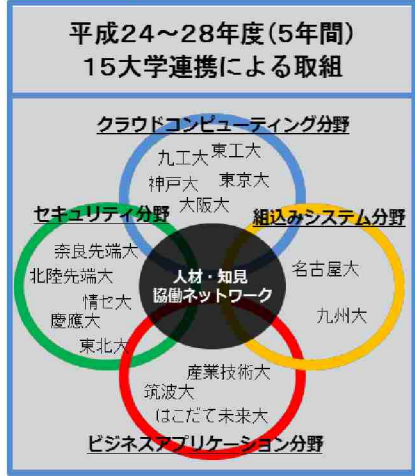 平成24～28年度(5年間)
15大学連携による取組
クラウドコンピューティング分野
九工大 東工大
神戸大 東京大
大阪大
セキュリティ分野
奈良先端大
北陸先端大
情セ大
慶應大
東北大
組込みシステム分野
名古屋大
九州大
人材・知見
協働ネットワーク
産業技術大
筑波大
はこだて未来大
ビジネスアプリケーション分野